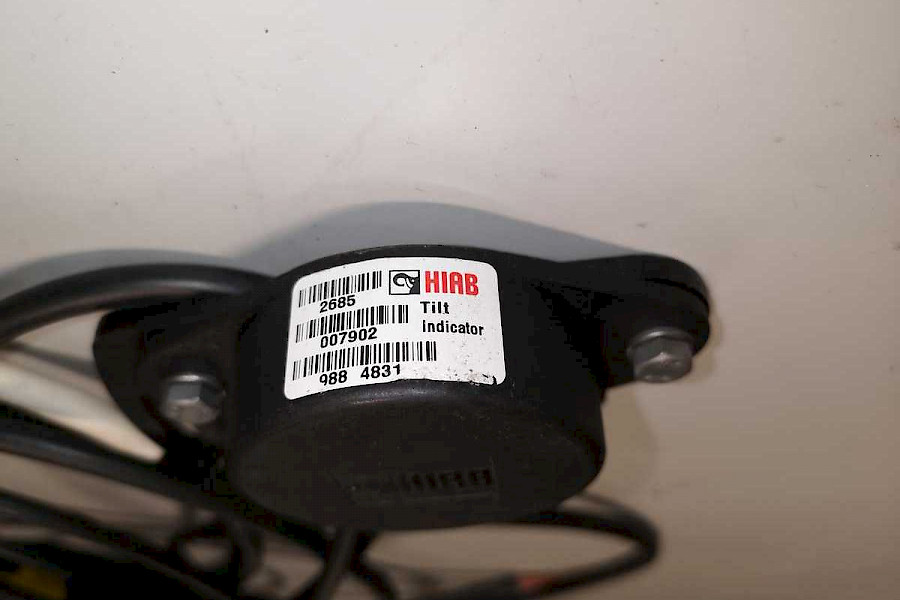 HIAB
2685
Tilt
007902
indicator
988 4831